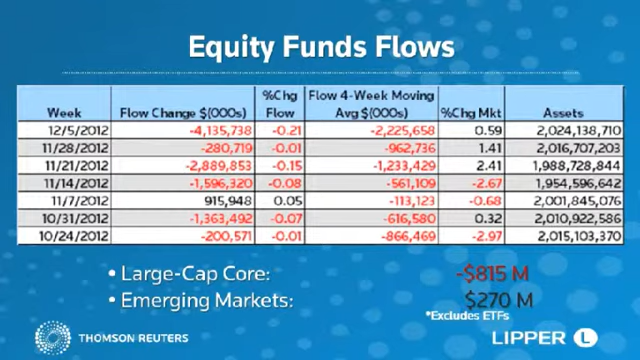 Equity Funds Flows
Week Flow Change $(000s) %Chg Flow Flow 4-Week Moving Avg $(000s) %Chg Mkt Assets
12/5/2012 -4,135,738 -0.21 -2,225,658 0.59 2,024,138,710
11/28/2012 -280,719 -0.01 -962,736 1.41 2,016,707,203
11/21/2012 -2,889,853 -0.15 -1,233,429 2.41 1,988,728,844
11/14/2012 -1,596,320 -0.08 -561,109 -2.67 1,954,596,642
11/7/2012 915,948 0.05 -113,123 -0.68 2,001,845,076
10/31/2012 -1,363,492 -0.07 -616,580 0.32 2,010,922,586
10/24/2012 -200,571 -0.01 -866,469 -2.97 2,015,103,370
• Large-Cap Core: -$815 M
• Emerging Markets: $270 M
*Excludes ETFs
THOMSON REUTERS LIPPER L